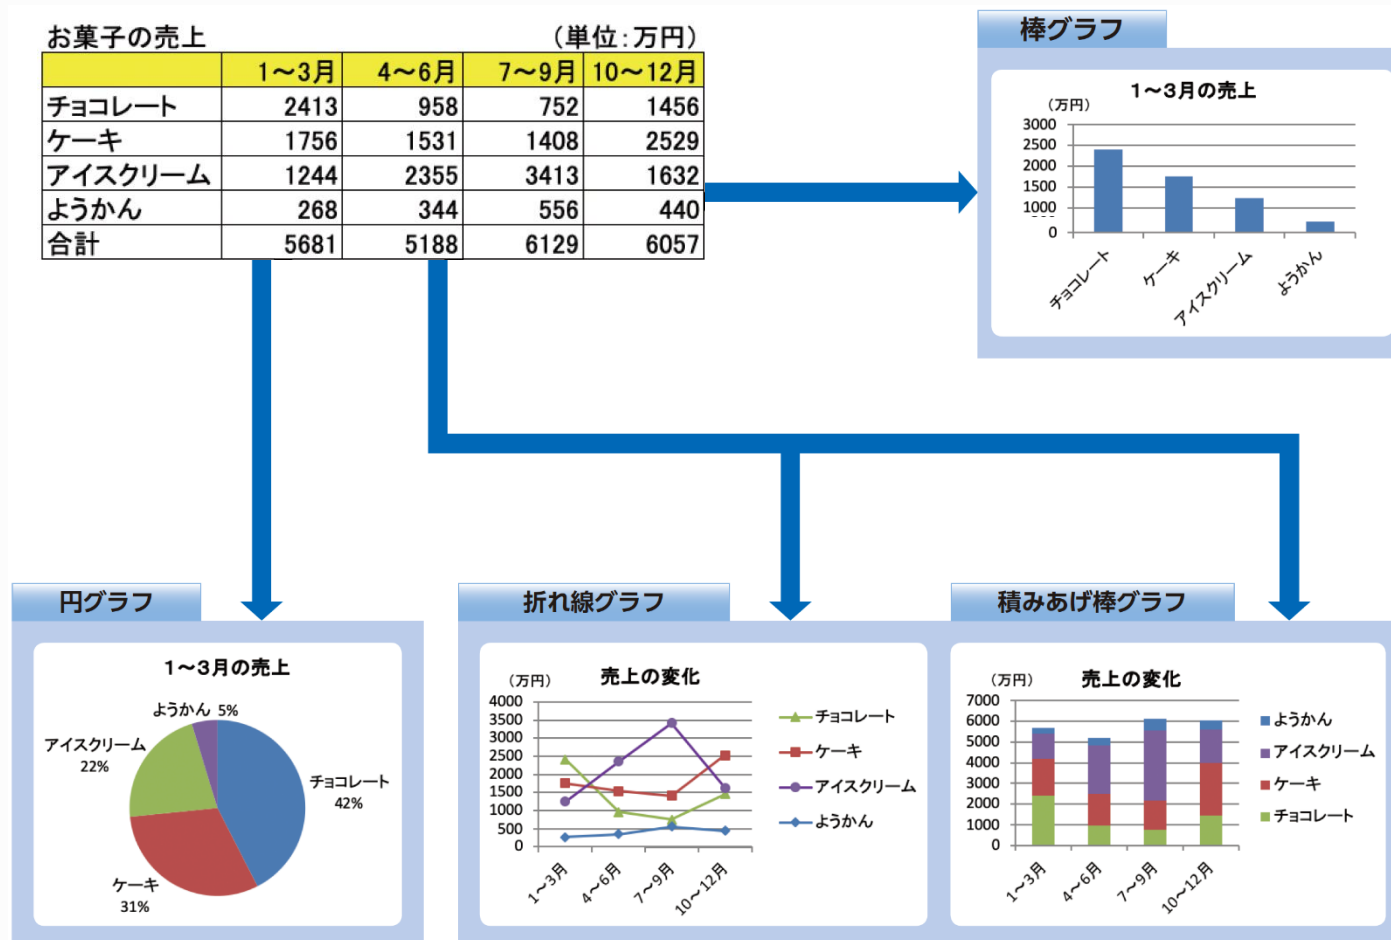 お菓子の売上 （単位：万円）
1～3月 4～6月 7～9月 10～12月
チョコレート 2413 958 752 1456
ケーキ 1756 1531 1408 2529
アイスクリーム 1244 2355 3413 1632
ようかん 268 344 556 440
合計 5681 5188 6129 6057
棒グラフ
1～3月の売上
（万円）
3000
2500
2000
1500
1000
0
チョコレート ケーキ アイスクリーム ようかん
円グラフ
1～3月の売上
ようかん 5%
アイスクリーム
22%
チョコレート
42%
ケーキ
31%
折れ線グラフ
売上の変化
（万円）
4000
3500
3000
2500
2000
1500
1000
500
0
1～3月 4～6月 7～9月 10～12月
チョコレート
ケーキ
アイスクリーム
ようかん
積みあげ棒グラフ
売上の変化
（万円）
7000
6000
5000
4000
3000
2000
1000
0
1～3月 4～6月 7～9月 10～12月
ようかん
アイスクリーム
ケーキ
チョコレート